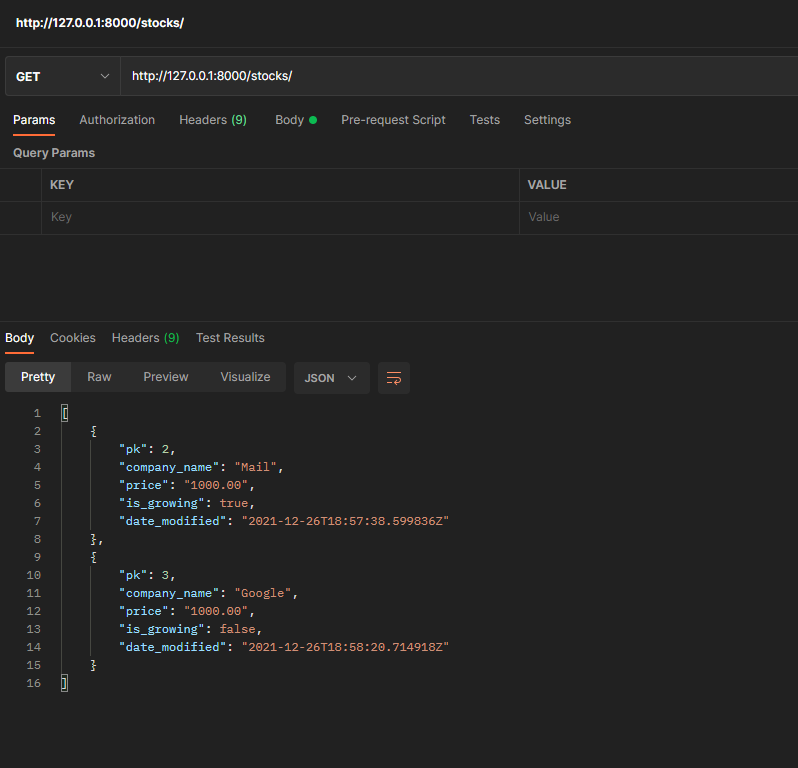 http://127.0.0.1:8000/stocks/
GET http://127.0.0.1:8000/stocks/
Params Authorization Headers (9) Body Pre-request Script Tests Settings
Query Params
KEY VALUE
Key Value
Body Cookies Headers (9) Test Results
Pretty Raw Preview Visualize JSON
1 [
2 {
3 "pk": 2,
4 "company_name": "Mail",
5 "price": "1000.00",
6 "is_growing": true,
7 "date_modified": "2021-12-26T18:57:38.599836Z"
8 },
9 {
10 "pk": 3,
11 "company_name": "Google",
12 "price": "1000.00",
13 "is_growing": false,
14 "date_modified": "2021-12-26T18:58:20.714918Z"
15 }
16 ]